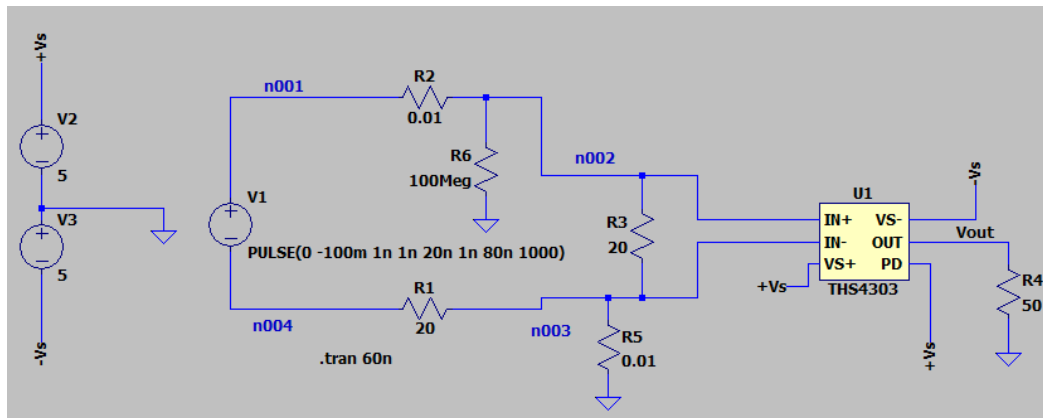 +Vs
V2
5
V3
5
-Vs
n001
R2
0.01
R6
100Meg
V1
PULSE(0 -100m 1n 1n 20n 1n 80n 1000)
n004
R1
20
.tran 60n
n002
R3
20
n003
R5
0.01
U1
IN+ VS-
IN- OUT
VS+ PD
THS4303
+Vs
-Vs
Vout
R4
50
+Vs